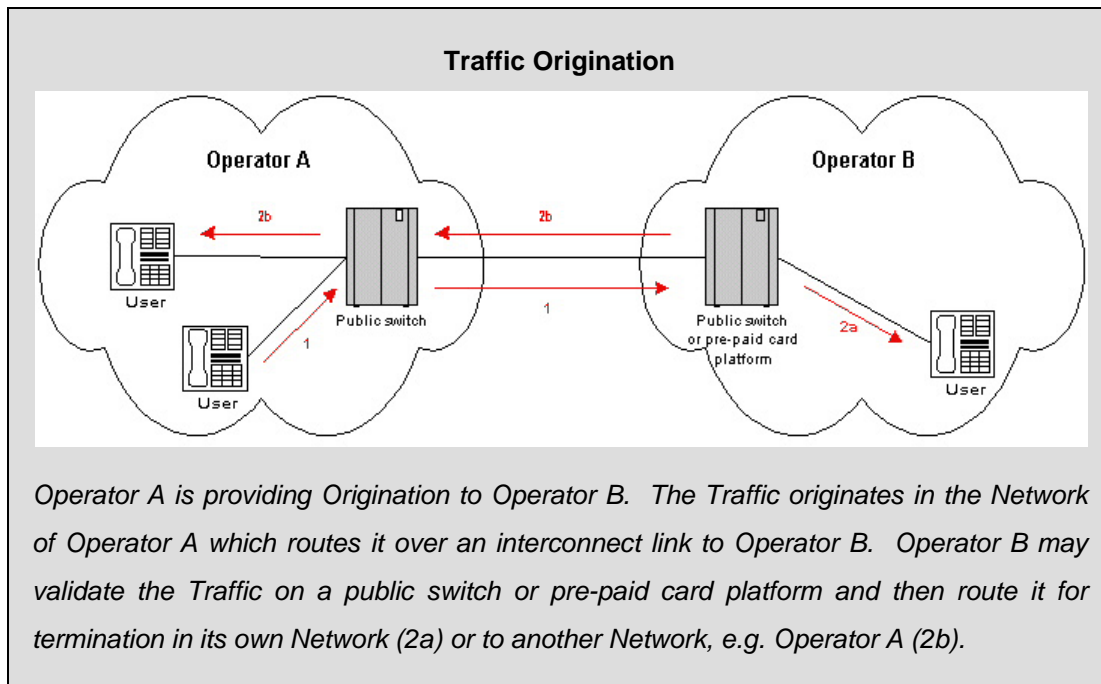 Traffic Origination
Operator A
Operator B
2b
2b
User
Public switch
1
1
User
Public switch
or pre-paid card
platform
2a
User
Operator A is providing Origination to Operator B. The Traffic originates in the Network
of Operator A which routes it over an interconnect link to Operator B. Operator B may
validate the Traffic on a public switch or pre-paid card platform and then route it for
termination in its own Network (2a) or to another Network, e.g. Operator A (2b).